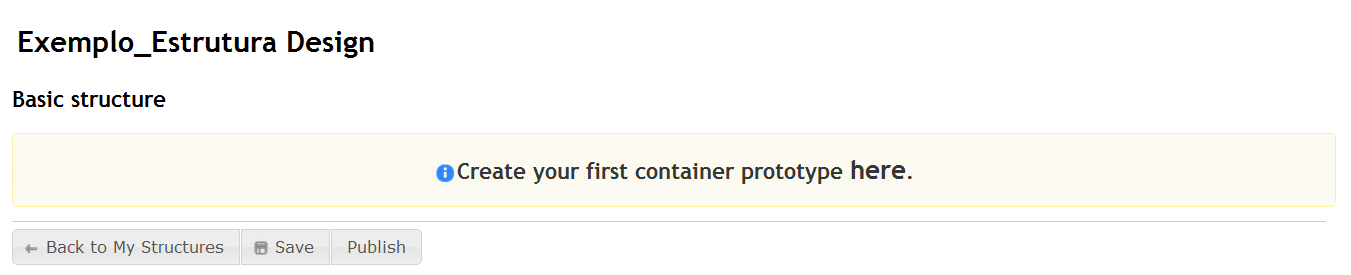 Exemplo_Estrutura Design
Basic structure
Create your first container prototype here.
Back to My Structures Save Publish